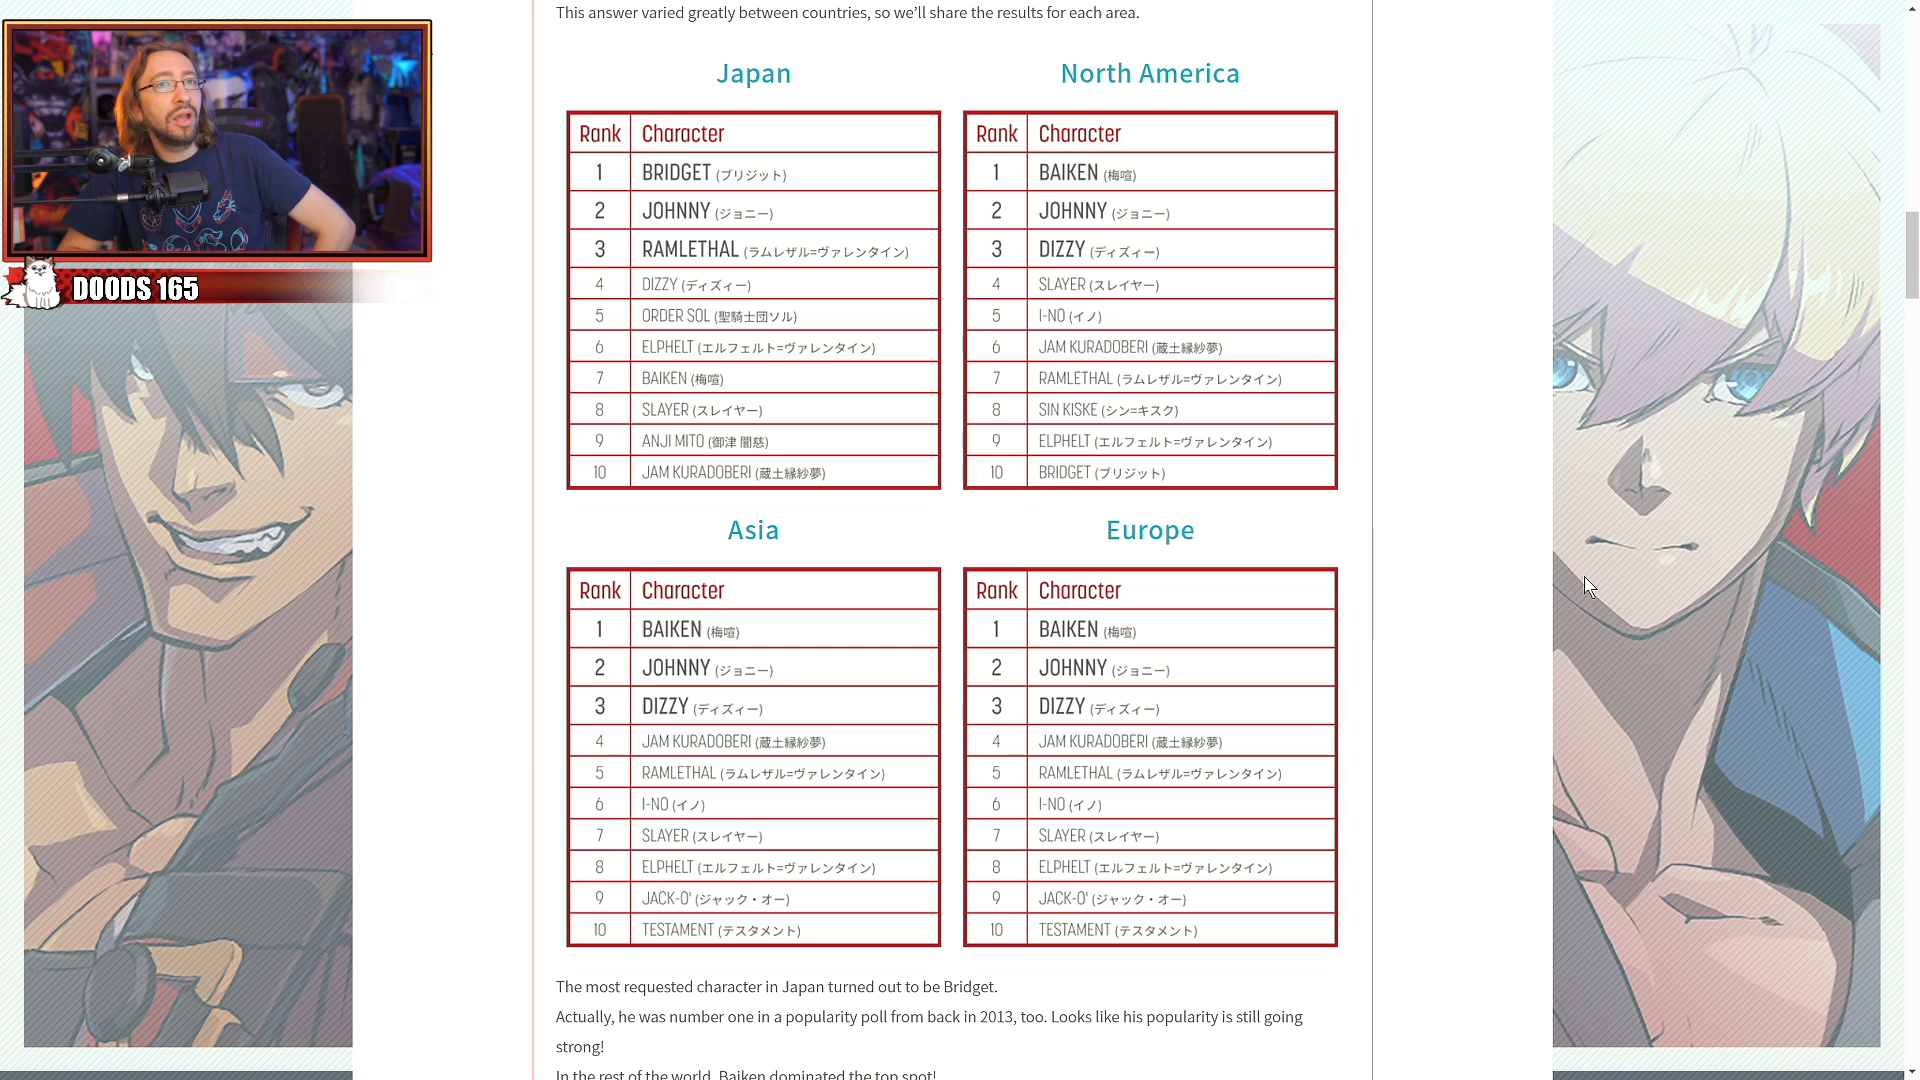 This answer varied greatly between countries, so we’ll share the results for each area.
Japan
Rank Character
1 BRIDGET (ブリジット)
2 JOHNNY (ジョニー)
3 RAMLETHAL (ラムレザル=ヴァレンタイン)
4 DIZZY (ディズィー)
5 ORDER SOL (聖騎士団ソル)
6 ELPHELT (エルフェルト=ヴァレンタイン)
7 BAIKEN (梅喧)
8 SLAYER (スレイヤー)
9 ANJI MITO (御津 闇慈)
10 JAM KURADOBERI (蔵土縁紗夢)
North America
Rank Character
1 BAIKEN (梅喧)
2 JOHNNY (ジョニー)
3 DIZZY (ディズィー)
4 SLAYER (スレイヤー)
5 I-NO (イノ)
6 JAM KURADOBERI (蔵土縁紗夢)
7 RAMLETHAL (ラムレザル=ヴァレンタイン)
8 SIN KISKE (シン=キスク)
9 ELPHELT (エルフェルト=ヴァレンタイン)
10 BRIDGET (ブリジット)
DOODS 165
Asia
Rank Character
1 BAIKEN (梅喧)
2 JOHNNY (ジョニー)
3 DIZZY (ディズィー)
4 JAM KURADOBERI (蔵土縁紗夢)
5 RAMLETHAL (ラムレザル=ヴァレンタイン)
6 I-NO (イノ)
7 SLAYER (スレイヤー)
8 ELPHELT (エルフェルト=ヴァレンタイン)
9 JACK-O' (ジャック・オー)
10 TESTAMENT (テスタメント)
Europe
Rank Character
1 BAIKEN (梅喧)
2 JOHNNY (ジョニー)
3 DIZZY (ディズィー)
4 JAM KURADOBERI (蔵土縁紗夢)
5 RAMLETHAL (ラムレザル=ヴァレンタイン)
6 I-NO (イノ)
7 SLAYER (スレイヤー)
8 ELPHELT (エルフェルト=ヴァレンタイン)
9 JACK-O' (ジャック・オー)
10 TESTAMENT (テスタメント)
The most requested character in Japan turned out to be Bridget.
Actually, he was number one in a popularity poll from back in 2013, too. Looks like his popularity is still going
strong!
In the rest of the world, Baiken dominated the top spot!